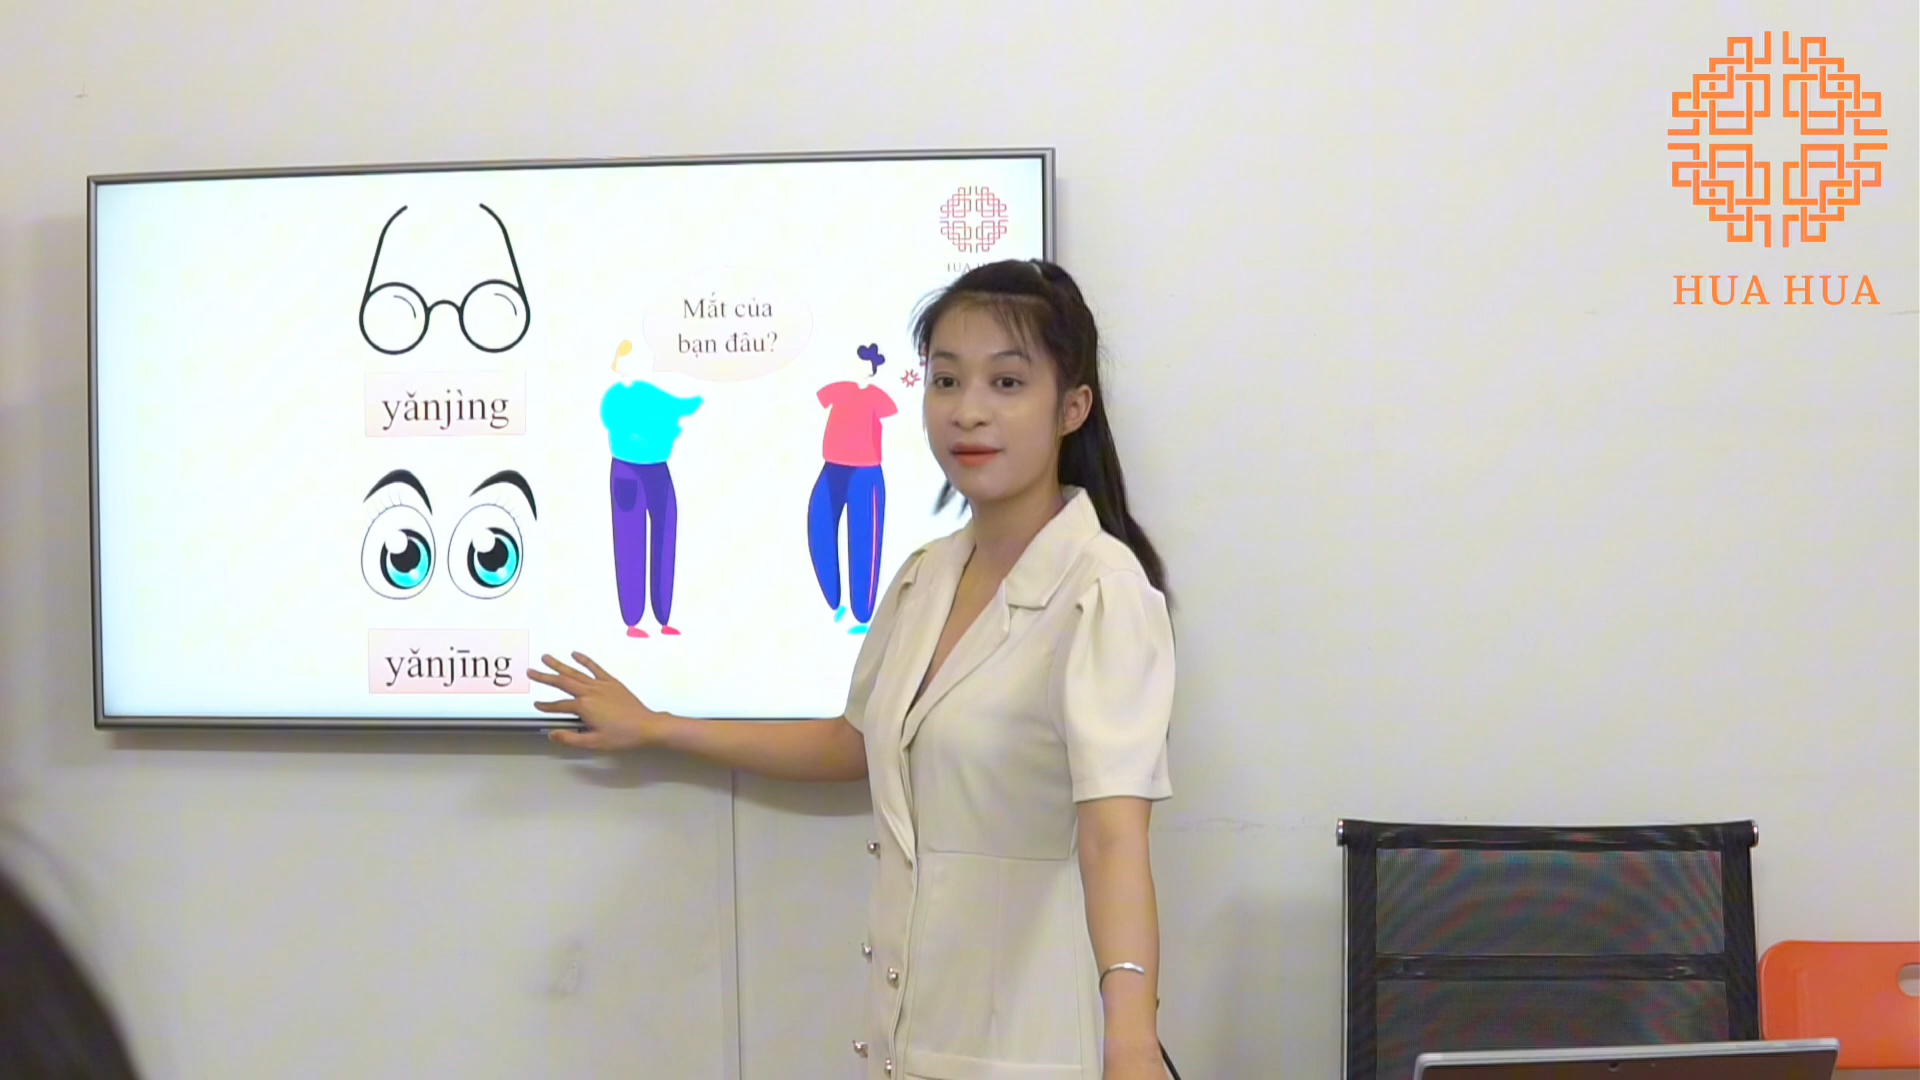 Mắt của
bạn đâu?
yǎnjìng
yǎnjīng
HUA HUA